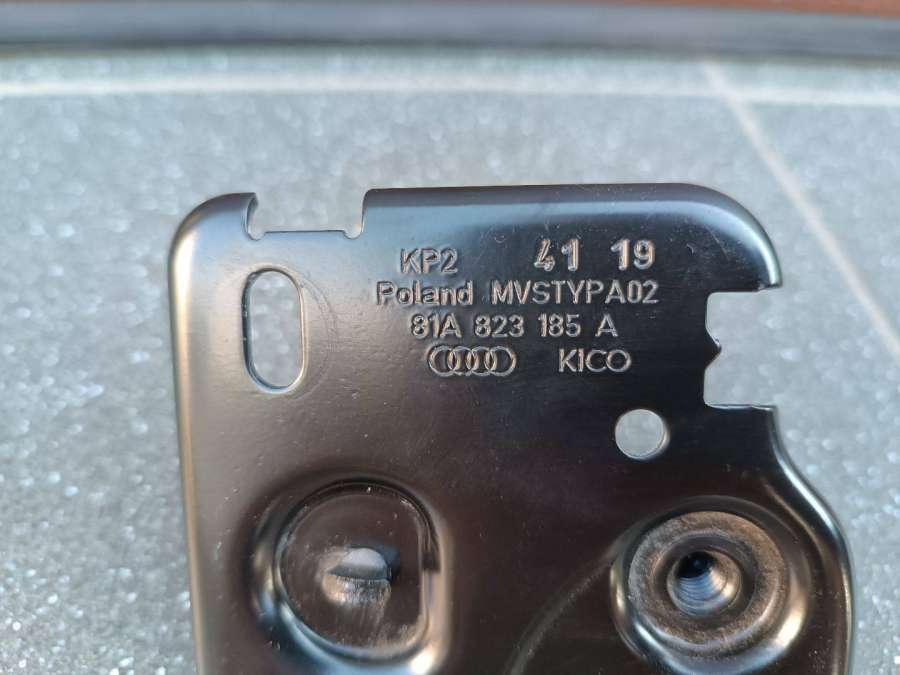 KP2 41 19
Poland MVSTYPA02
81A 823 185 A
KICO